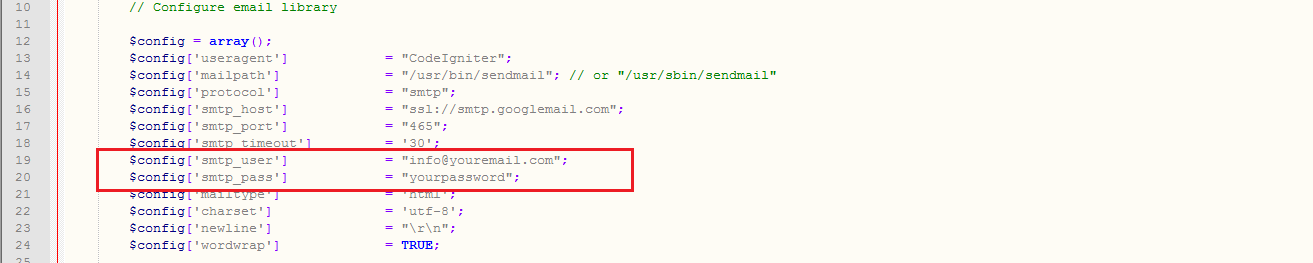 10 // Configure email library
11
12 $config = array();
13 $config['useragent'] = "CodeIgniter";
14 $config['mailpath'] = "/usr/bin/sendmail"; // or "/usr/sbin/sendmail"
15 $config['protocol'] = "smtp";
16 $config['smtp_host'] = "ssl://smtp.googlemail.com";
17 $config['smtp_port'] = "465";
18 $config['smtp_timeout'] = '30';
19 $config['smtp_user'] = "info@youremail.com";
20 $config['smtp_pass'] = "yourpassword";
21 $config['mailtype'] = 'html';
22 $config['charset'] = 'utf-8';
23 $config['newline'] = "\r\n";
24 $config['wordwrap'] = TRUE;
25